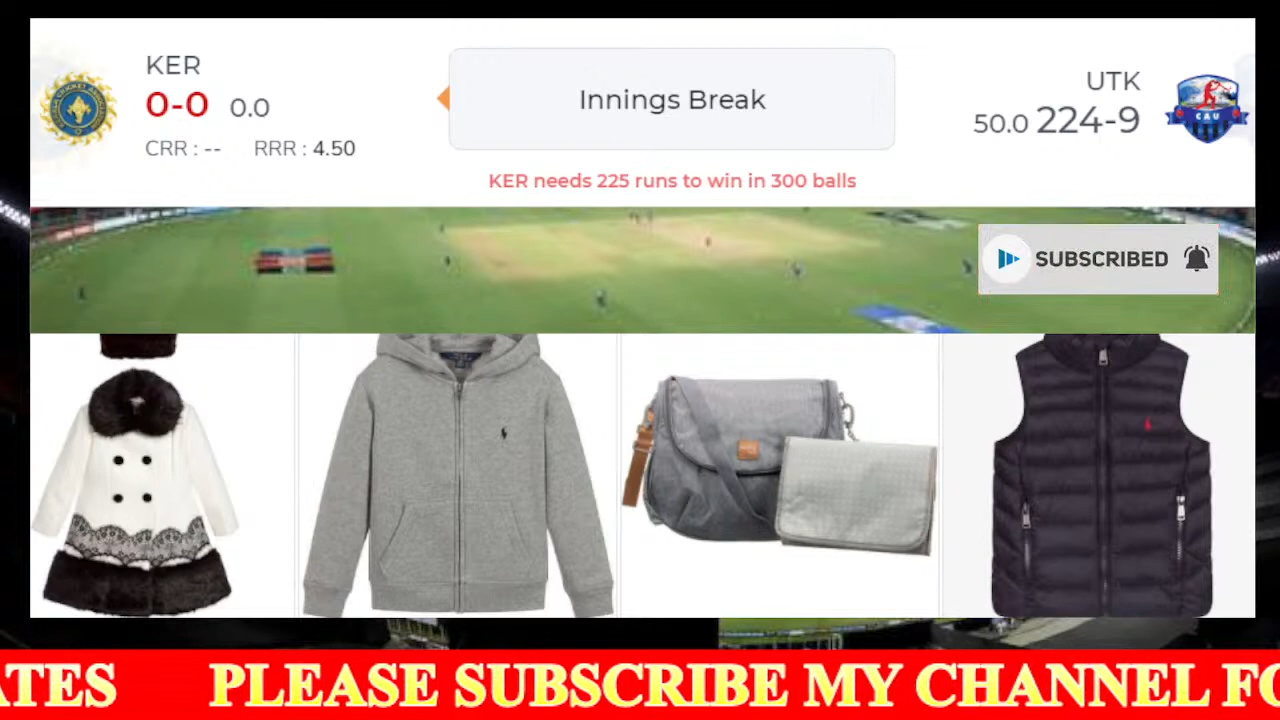 KER
0-0 0.0
CRR : -- RRR : 4.50
Innings Break
KER needs 225 runs to win in 300 balls
UTK
50.0 224-9
CAU
SUBSCRIBED
ATES PLEASE SUBSCRIBE MY CHANNEL FO